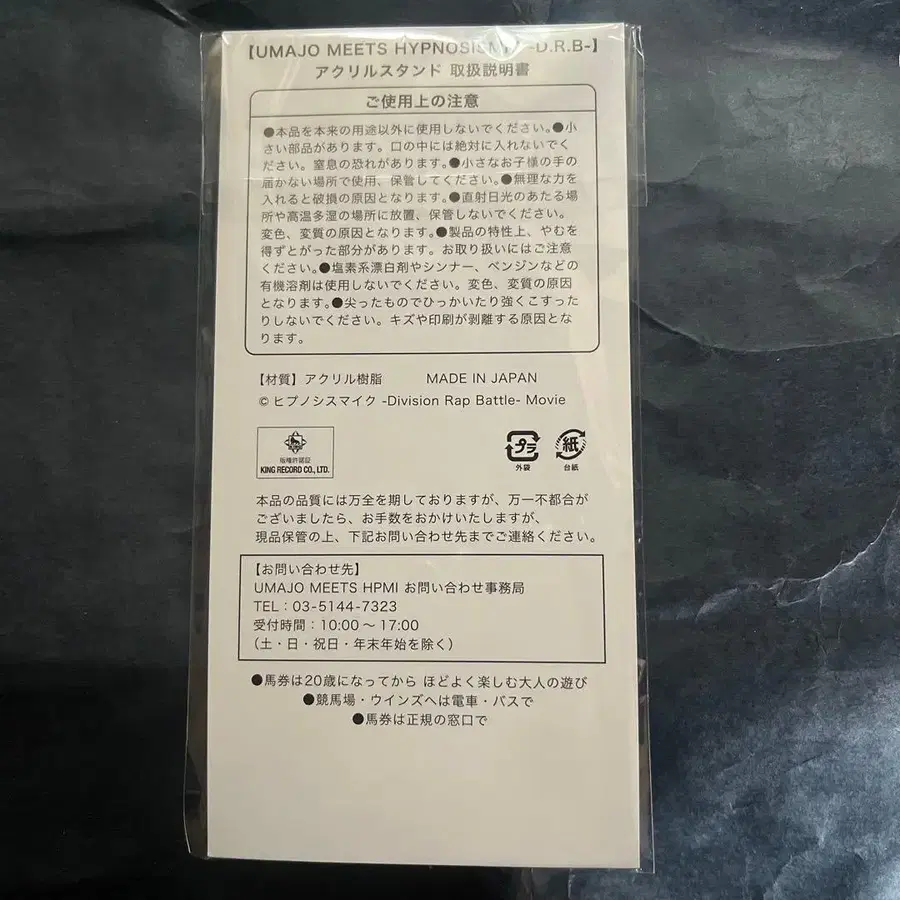 【UMAJO MEETS HYPNOSISMIC -D.R.B-】
アクリルスタンド 取扱説明書
ご使用上の注意
●本品を本来の用途以外に使用しないでください。●小
さい部品があります。口の中には絶対に入れないでく
ださい。窒息の恐れがあります。●小さなお子様の手の
届かない場所で使用、保管してください。●無理な力を
入れると破損の原因となります。●直射日光のあたる場
所や高温多湿の場所に放置、保管しないでください。
変色、変質の原因となります。●製品の特性上、やむを
得ずとがった部分があります。お取り扱いにはご注意
ください。●塩素系漂白剤やシンナー、ベンジンなどの
有機溶剤は使用しないでください。変色、変質の原因
となります。●尖ったものでひっかいたり強くこすった
りしないでください。キズや印刷が剥離する原因とな
ります。
【材質】アクリル樹脂 MADE IN JAPAN
© ヒプノシスマイク -Division Rap Battle- Movie
版権許諾証
KING RECORD CO., LTD.
プラ
外袋
紙
台紙
本品の品質には万全を期しておりますが、万一不都合が
ございましたら、お手数をおかけいたしますが、
現品保管の上、下記お問い合わせ先までご連絡ください。
【お問い合わせ先】
UMAJO MEETS HPMI お問い合わせ事務局
TEL：03-5144-7323
受付時間：10:00～17:00
（土・日・祝日・年末年始を除く）
●馬券は20歳になってから ほどよく楽しむ大人の遊び
●競馬場・ウインズへは電車・バスで
●馬券は正規の窓口で